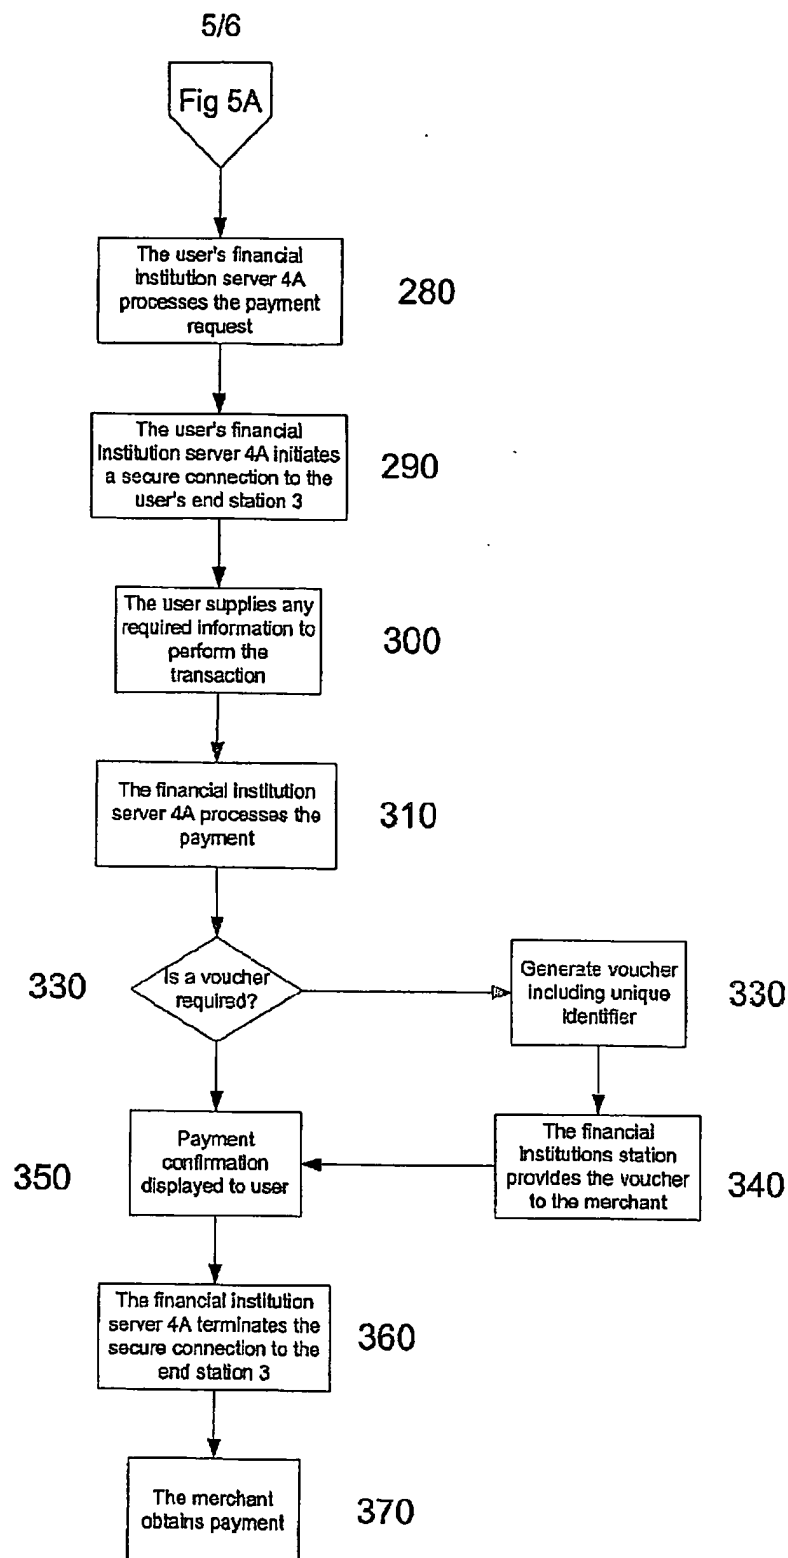 5/6
Fig 5A
The user's financial
institution server 4A
processes the payment
request
280
The user's financial
institution server 4A initiates
a secure connection to the
user's end station 3
290
The user supplies any
required information to
perform the
transaction
300
The financial institution
server 4A processes the
payment
310
330
Is a voucher
required?
Generate voucher
including unique
identifier
330
350
Payment
confirmation
displayed to user
The financial
institutions station
provides the voucher
to the merchant
340
The financial institution
server 4A terminates the
secure connection to the
end station 3
360
The merchant
obtains payment
370